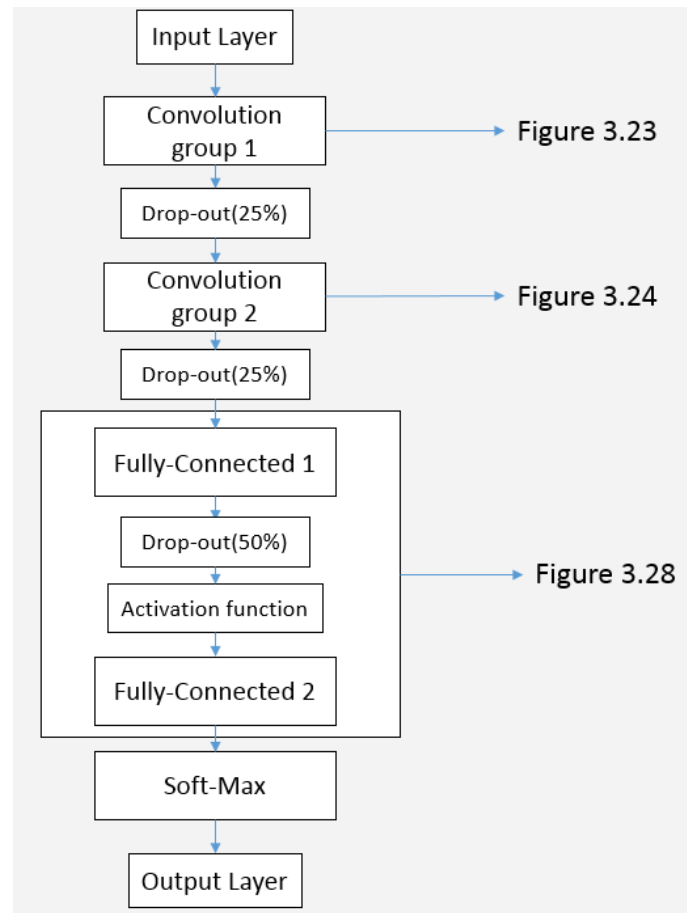 Input Layer
Convolution
group 1
Figure 3.23
Drop-out(25%)
Convolution
group 2
Figure 3.24
Drop-out(25%)
Fully-Connected 1
Drop-out(50%)
Figure 3.28
Activation function
Fully-Connected 2
Soft-Max
Output Layer